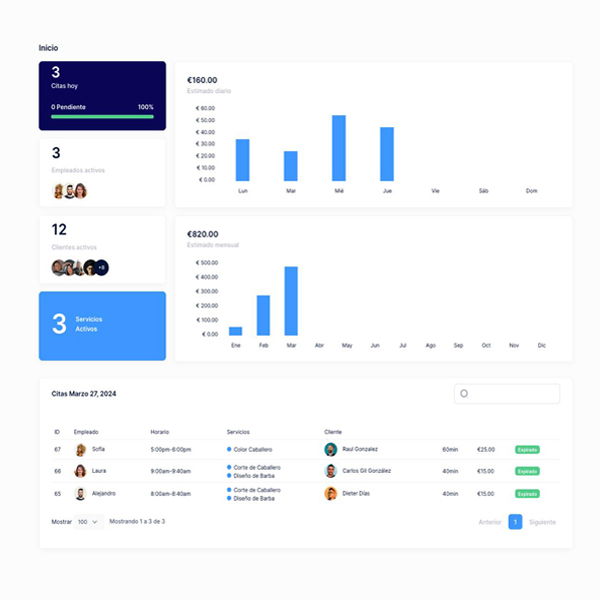 Inicio
3
Citas hoy
0 Pendiente 100%
3
Empleados activos
12
Clientes activos
+8
3 Servicios Activos
€160.00
Estimado diario
€ 60.00
€ 50.00
€ 40.00
€ 30.00
€ 20.00
€ 10.00
€ 0.00
Lun Mar Mié Jue Vie Sáb Dom
€820.00
Estimado mensual
€ 500.00
€ 400.00
€ 300.00
€ 200.00
€ 100.00
€ 0.00
Ene Feb Mar Abr May Jun Jul Ago Sep Oct Nov Dic
Citas Marzo 27, 2024
ID Empleado Horario Servicios Cliente
67 Sofía 5:00pm-6:00pm Color Caballero Raul Gonzalez 60min €25.00 Expirado
66 Laura 9:00am-9:40am Corte de Caballero Diseño de Barba Carlos Gil González 40min €15.00 Expirado
65 Alejandro 8:00am-8:40am Corte de Caballero Diseño de Barba Dieter Días 40min €15.00 Expirado
Mostrar 100 Mostrando 1 a 3 de 3 Anterior 1 Siguiente